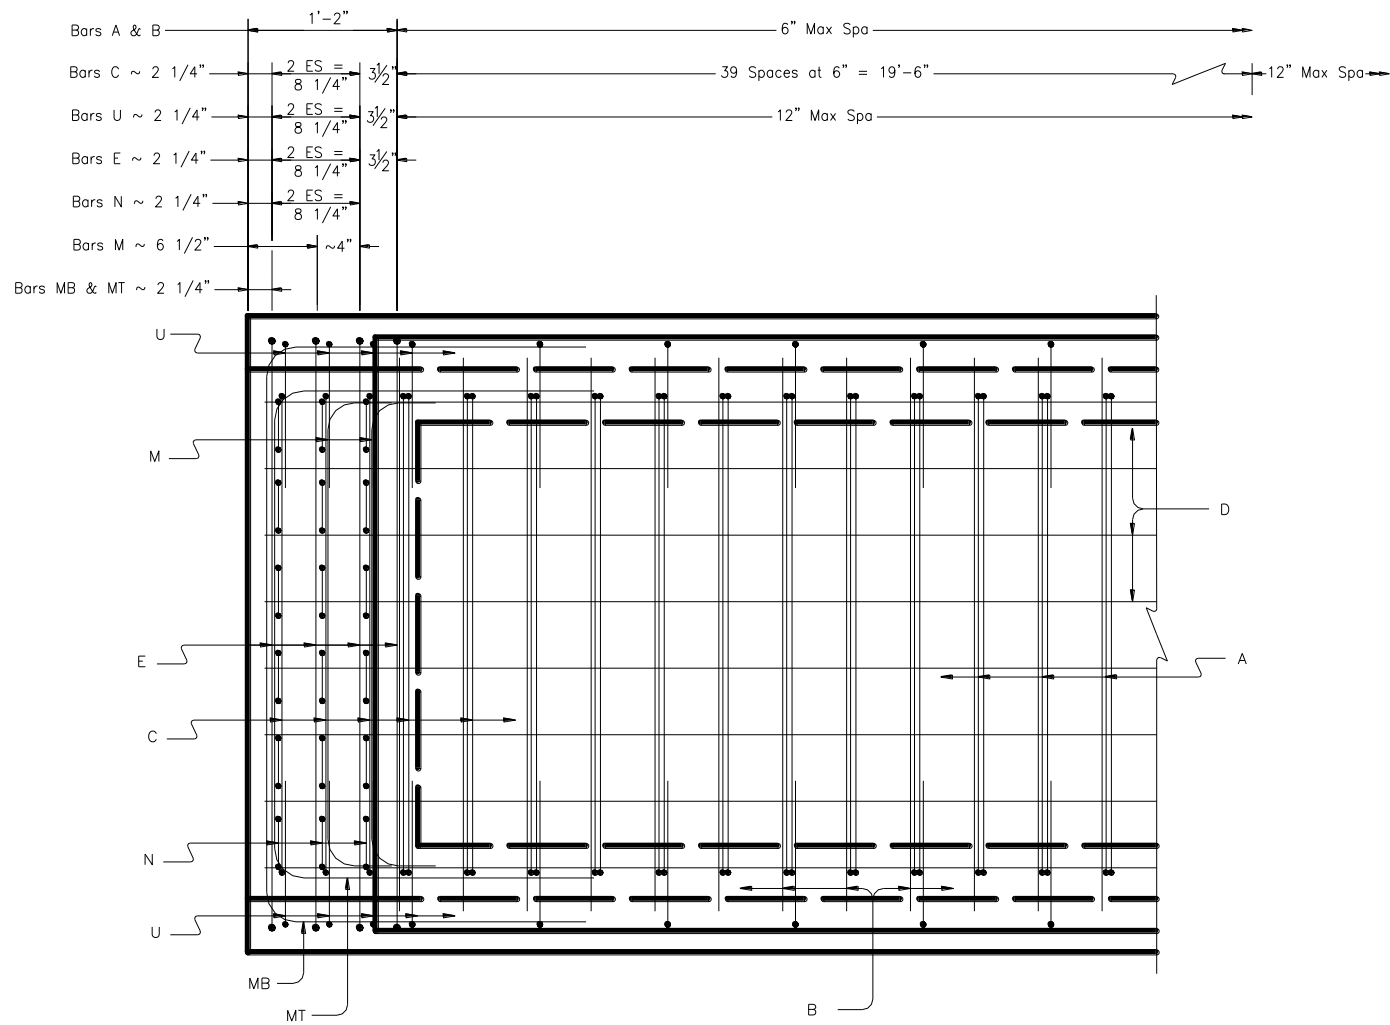 Bars A & B 1'-2" 6" Max Spa
Bars C ~ 2 1/4" 2 ES = 8 1/4" 3½" 39 Spaces at 6" = 19'-6" 12" Max Spa
Bars U ~ 2 1/4" 2 ES = 8 1/4" 3½" 12" Max Spa
Bars E ~ 2 1/4" 2 ES = 8 1/4" 3½"
Bars N ~ 2 1/4" 2 ES = 8 1/4"
Bars M ~ 6 1/2" ~4"
Bars MB & MT ~ 2 1/4"
U
M
D
E
A
C
N
U
MB
MT
B